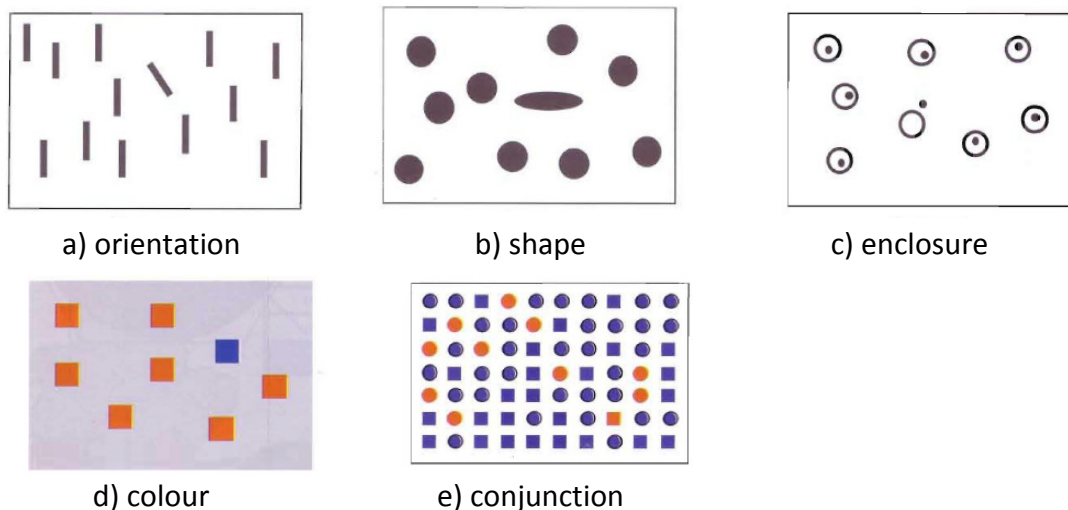 a) orientation
b) shape
c) enclosure
d) colour
e) conjunction